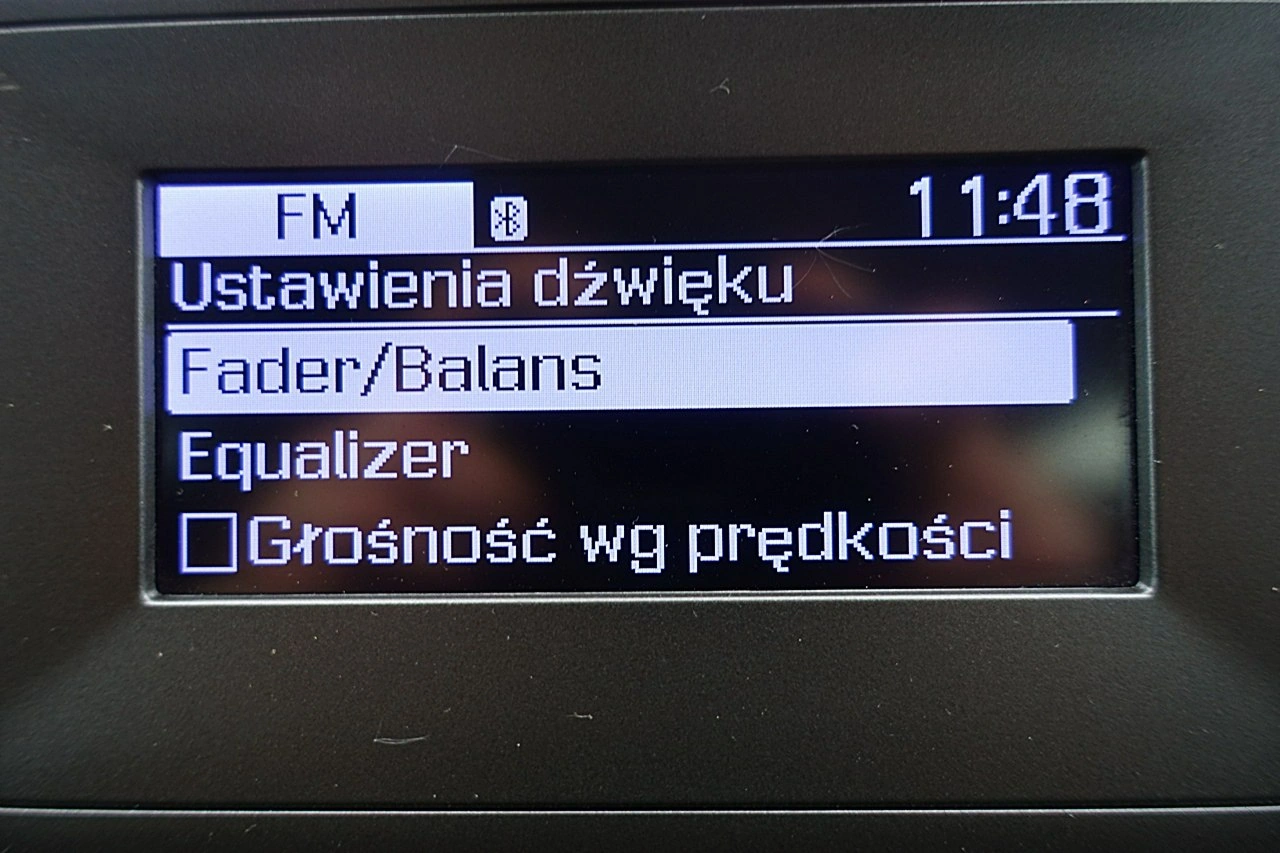 FM 11:48
Ustawienia dźwięku
Fader/Balans
Equalizer
Głośność wg prędkości